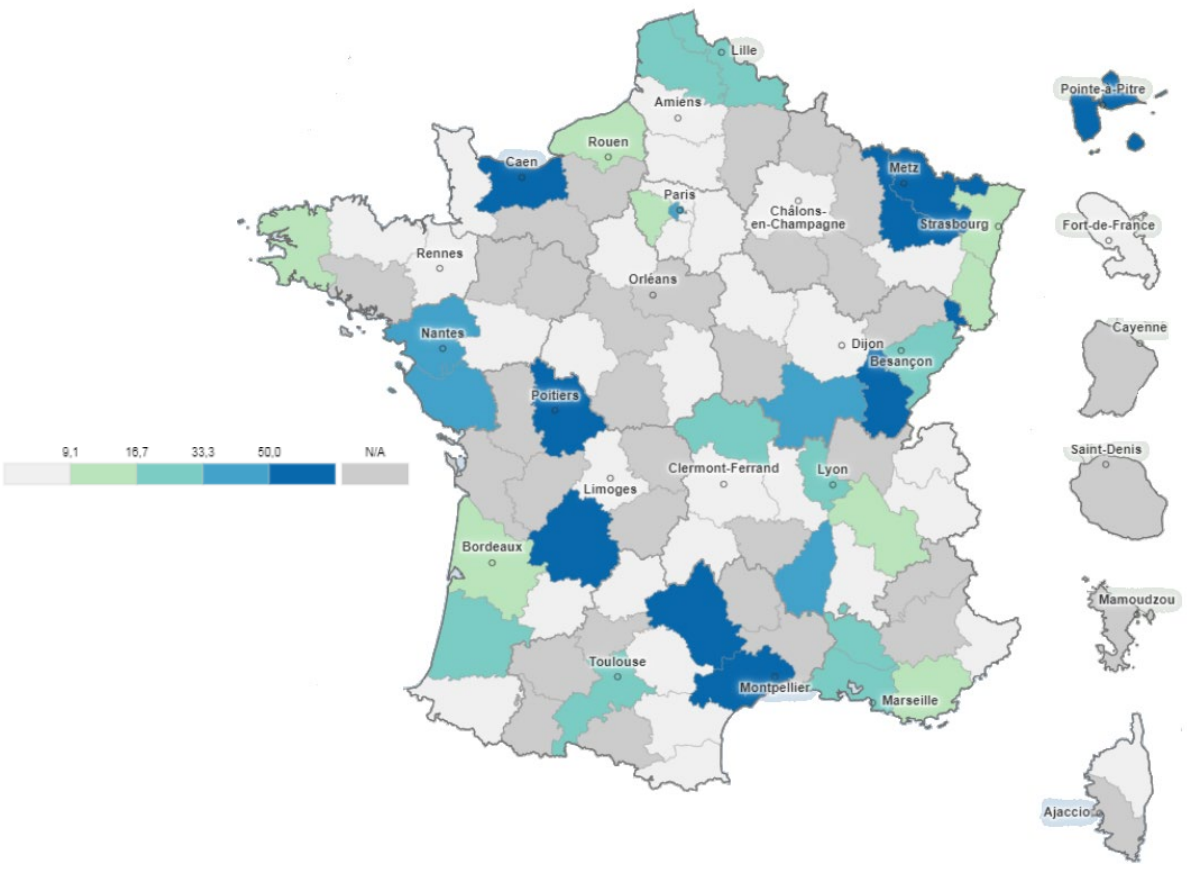 Lille
Pointe-à-Pitre
Amiens
Rouen
Caen
Metz
Paris
Châlons-
en-Champagne
Strasbourg
Fort-de-France
Rennes
Orléans
Cayenne
Nantes
Dijon
Besançon
Poitiers
9,1 16,7 33,3 50,0 N/A
Saint-Denis
Clermont-Ferrand
Lyon
Limoges
Bordeaux
Mamoudzou
Toulouse
Montpellier
Marseille
Ajaccio